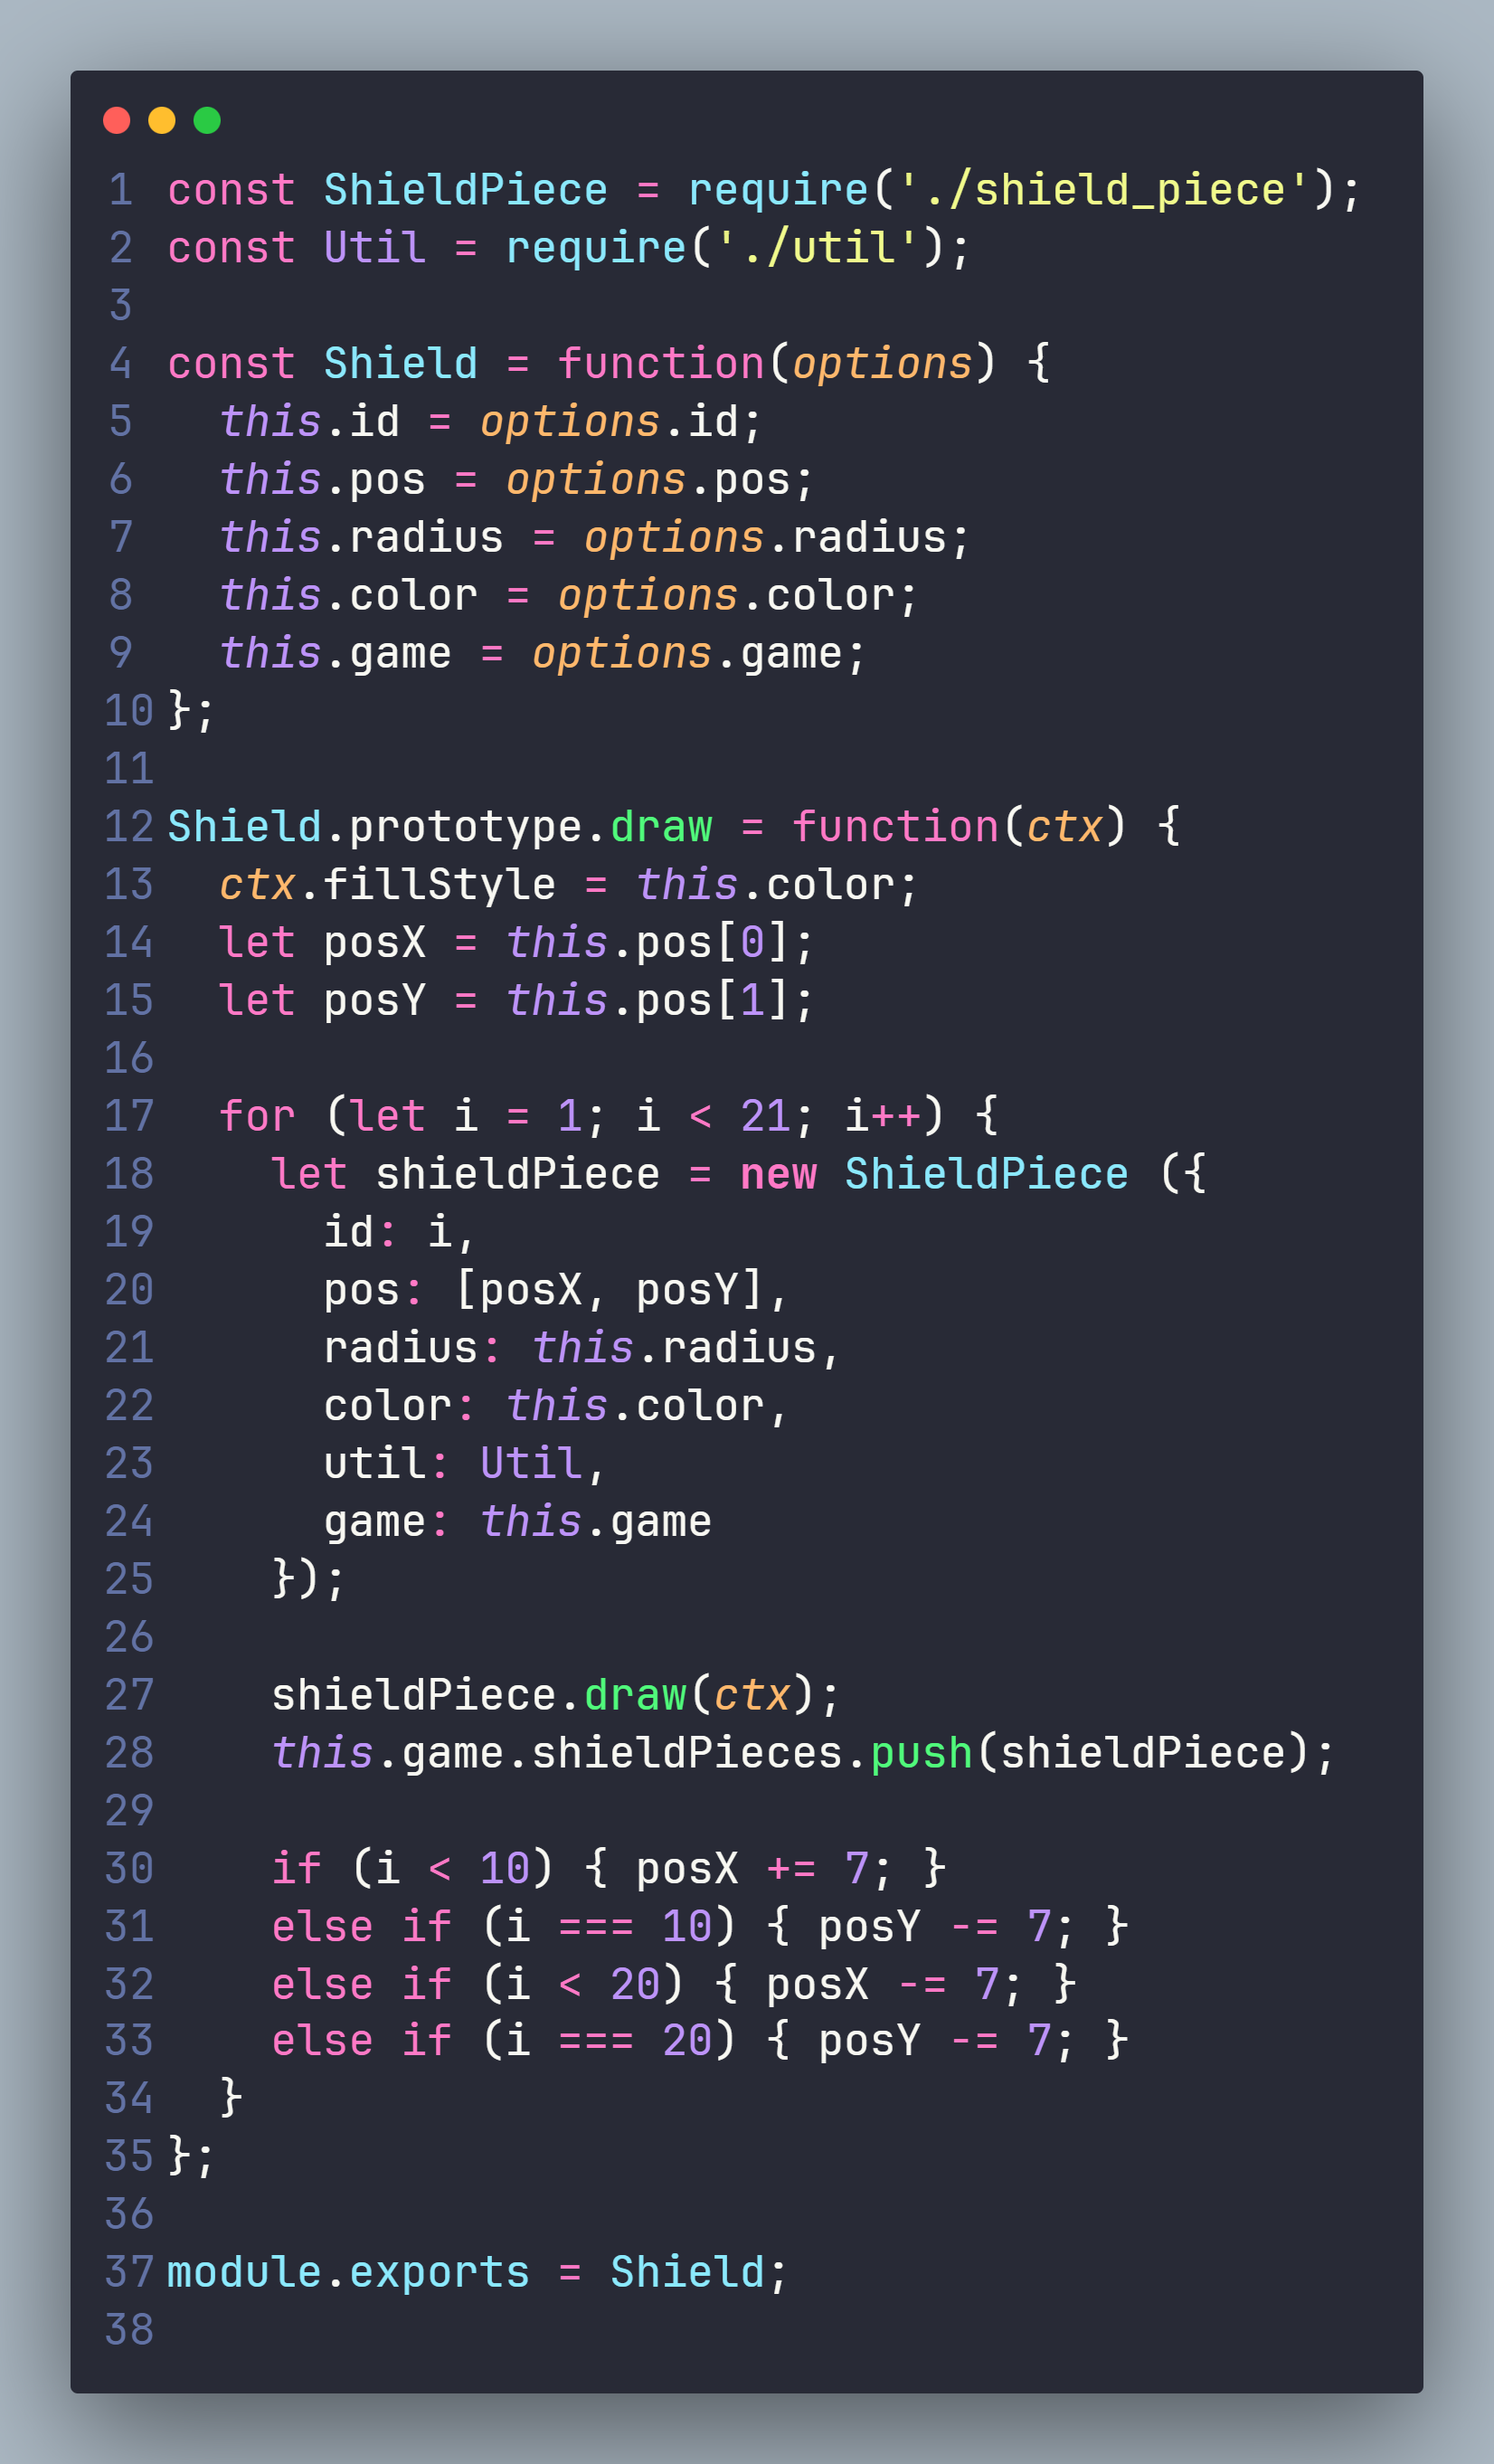 1 const ShieldPiece = require('./shield_piece');
2 const Util = require('./util');
3
4 const Shield = function(options) {
5   this.id = options.id;
6   this.pos = options.pos;
7   this.radius = options.radius;
8   this.color = options.color;
9   this.game = options.game;
10 };
11
12 Shield.prototype.draw = function(ctx) {
13   ctx.fillStyle = this.color;
14   let posX = this.pos[0];
15   let posY = this.pos[1];
16
17   for (let i = 1; i < 21; i++) {
18     let shieldPiece = new ShieldPiece ({
19       id: i,
20       pos: [posX, posY],
21       radius: this.radius,
22       color: this.color,
23       util: Util,
24       game: this.game
25     });
26
27     shieldPiece.draw(ctx);
28     this.game.shieldPieces.push(shieldPiece);
29
30     if (i < 10) { posX += 7; }
31     else if (i === 10) { posY -= 7; }
32     else if (i < 20) { posX -= 7; }
33     else if (i === 20) { posY -= 7; }
34   }
35 };
36
37 module.exports = Shield;
38